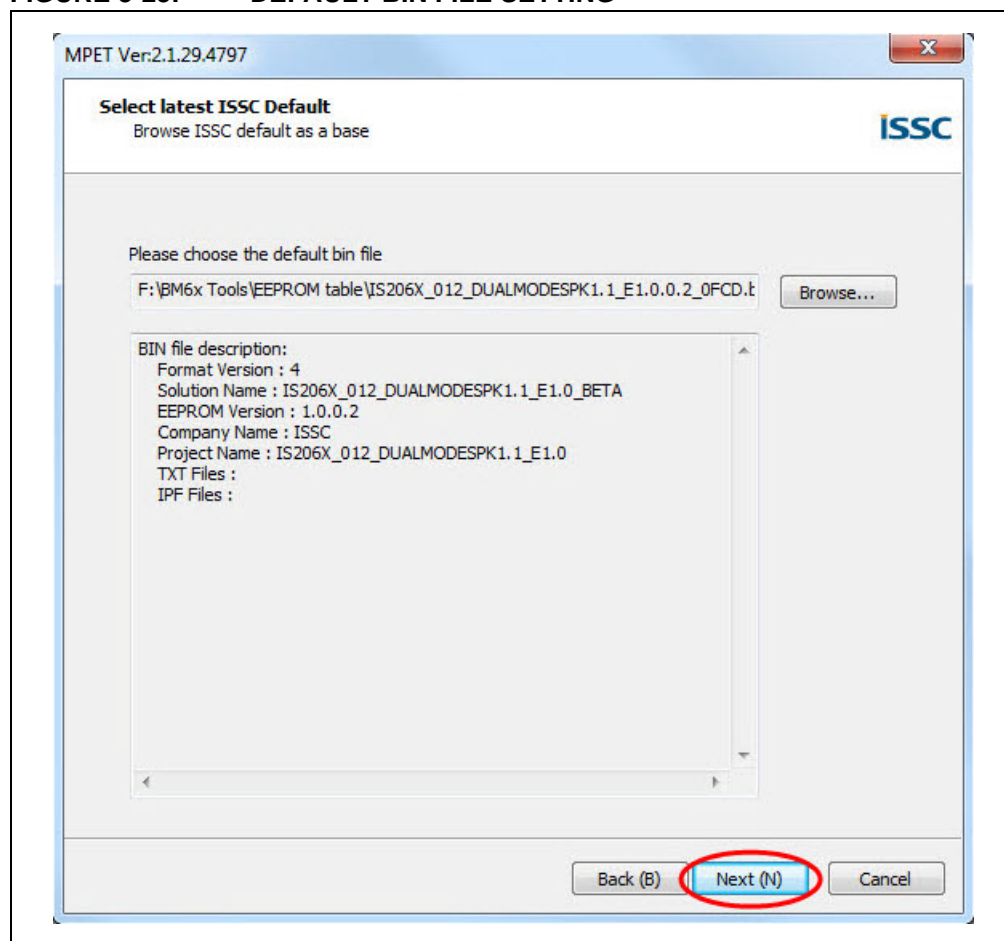 MPET Ver:2.1.29.4797
Select latest ISSC Default
Browse ISSC default as a base
ISSC
Please choose the default bin file
F:\BM6x Tools\EEPROM table\IS206X_012_DUALMODESPK1.1_E1.0.0.2_0FCD.b
Browse...
BIN file description:
Format Version : 4
Solution Name : IS206X_012_DUALMODESPK1.1_E1.0_BETA
EEPROM Version : 1.0.0.2
Company Name : ISSC
Project Name : IS206X_012_DUALMODESPK1.1_E1.0
TXT Files :
IPF Files :
Back (B)
Next (N)
Cancel